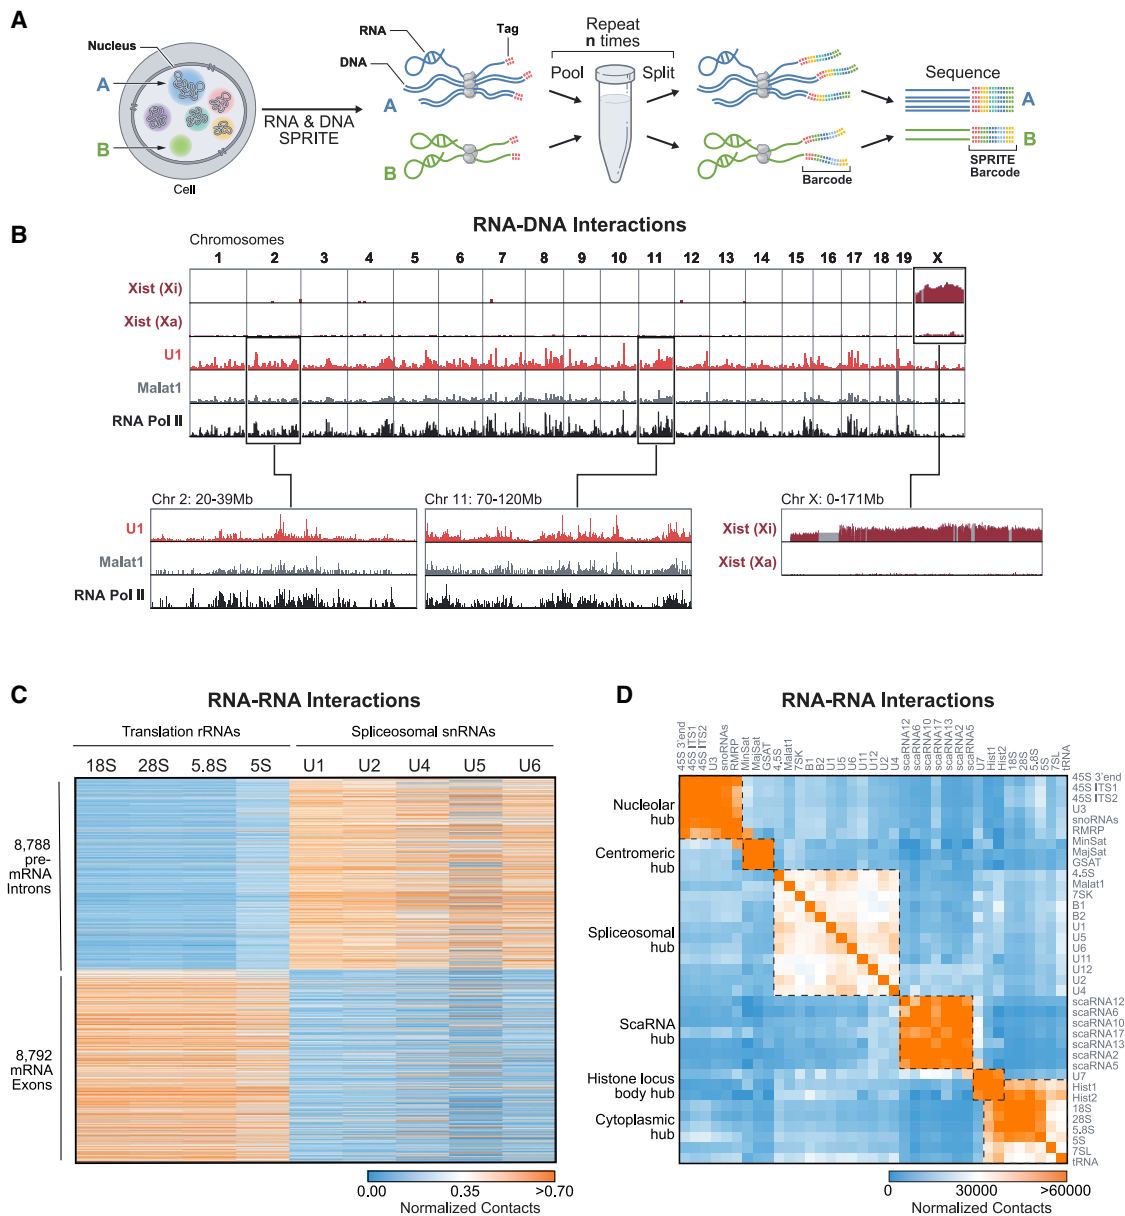 A
Nucleus
A
B
Cell
RNA & DNA
SPRITE
RNA
DNA
Tag
A
B
Repeat
n times
Pool
Split
Barcode
Sequence
A
B
SPRITE
Barcode
B
RNA-DNA Interactions
Chromosomes
1 2 3 4 5 6 7 8 9 10 11 12 13 14 15 16 17 18 19 X
Xist (Xi)
Xist (Xa)
U1
Malat1
RNA Pol II
Chr 2: 20-39Mb
U1
Malat1
RNA Pol II
Chr 11: 70-120Mb
Chr X: 0-171Mb
Xist (Xi)
Xist (Xa)
C
RNA-RNA Interactions
Translation rRNAs
Spliceosomal snRNAs
18S 28S 5.8S 5S U1 U2 U4 U5 U6
8,788
pre-
mRNA
Introns
8,792
mRNA
Exons
0.00 0.35 >0.70
Normalized Contacts
D
RNA-RNA Interactions
45S 3'end
45S ITS1
45S ITS2
U3
snoRNAs
RMRP
MinSat
MajSat
GSAT
4.5S
Malat1
7SK
B1
B2
U1
U5
U6
U11
U12
U2
U4
scaRNA12
scaRNA6
scaRNA10
scaRNA17
scaRNA13
scaRNA2
scaRNA5
U7
Hist1
Hist2
18S
28S
5.8S
5S
7SL
tRNA
Nucleolar
hub
Centromeric
hub
Spliceosomal
hub
ScaRNA
hub
Histone locus
body hub
Cytoplasmic
hub
45S 3'end
45S ITS1
45S ITS2
U3
snoRNAs
RMRP
MinSat
MajSat
GSAT
4.5S
Malat1
7SK
B1
B2
U1
U5
U6
U11
U12
U2
U4
scaRNA12
scaRNA6
scaRNA10
scaRNA17
scaRNA13
scaRNA2
scaRNA5
U7
Hist1
Hist2
18S
28S
5.8S
5S
7SL
tRNA
0 30000 >60000
Normalized Contacts